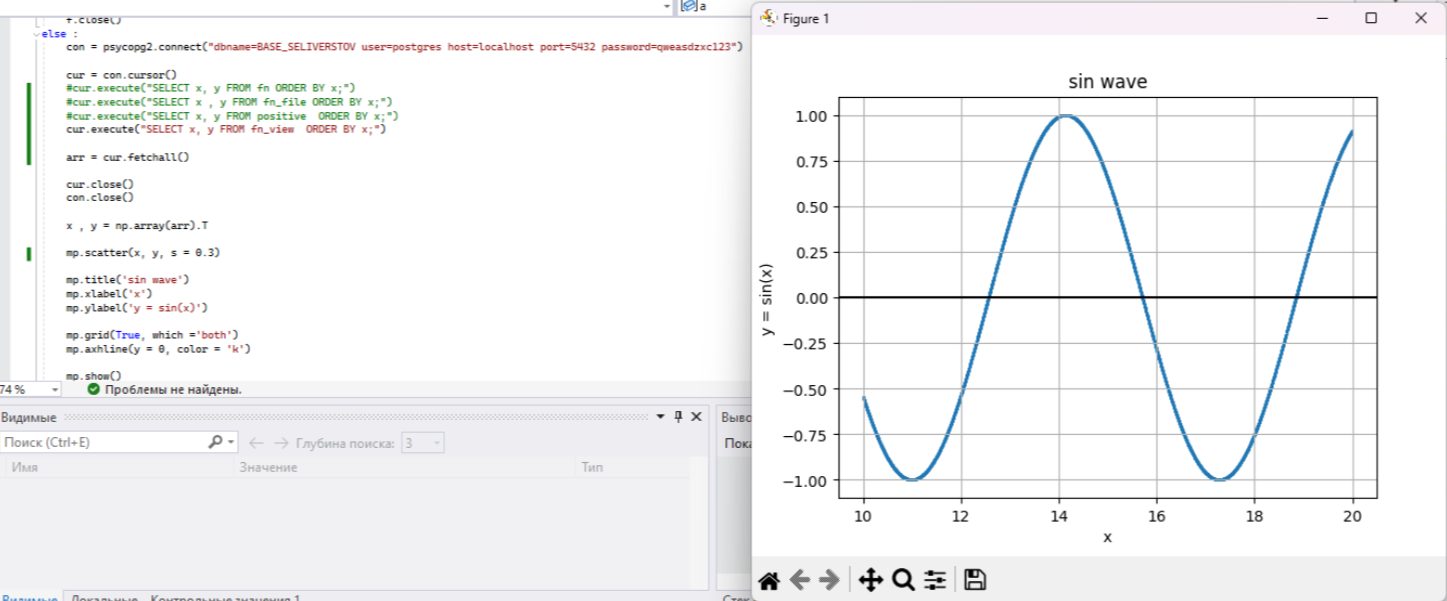 a
f.close()
else :
con = psycopg2.connect("dbname=BASE_SELIVERSTOV user=postgres host=localhost port=5432 password=qweasdzxc123")
cur = con.cursor()
#cur.execute("SELECT x, y FROM fn ORDER BY x;")
#cur.execute("SELECT x , y FROM fn_file ORDER BY x;")
#cur.execute("SELECT x, y FROM positive  ORDER BY x;")
cur.execute("SELECT x, y FROM fn_view  ORDER BY x;")
arr = cur.fetchall()
cur.close()
con.close()
x , y = np.array(arr).T
mp.scatter(x, y, s = 0.3)
mp.title('sin wave')
mp.xlabel('x')
mp.ylabel('y = sin(x)')
mp.grid(True, which ='both')
mp.axhline(y = 0, color = 'k')
mp.show()
74 %
Проблемы не найдены.
Видимые
Поиск (Ctrl+E)
Глубина поиска: 3
Имя Значение Тип
Видимые Локальные Контрольные значения 1
Figure 1
sin wave
1.00
0.75
0.50
0.25
0.00
−0.25
−0.50
−0.75
−1.00
y = sin(x)
10 12 14 16 18 20
x